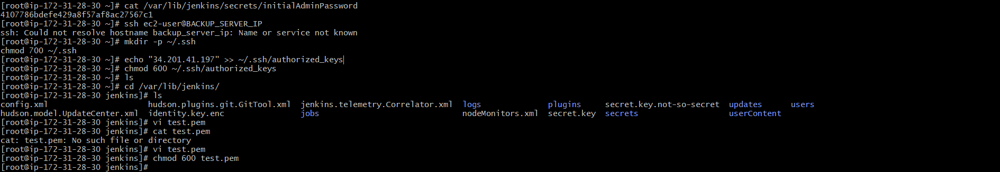 [root@ip-172-31-28-30 ~]# cat /var/lib/jenkins/secrets/initialAdminPassword
4107786bdefe429a8f57af8ac27567c1
[root@ip-172-31-28-30 ~]# ssh ec2-user@BACKUP_SERVER_IP
ssh: Could not resolve hostname backup_server_ip: Name or service not known
[root@ip-172-31-28-30 ~]# mkdir -p ~/.ssh
chmod 700 ~/.ssh
[root@ip-172-31-28-30 ~]# echo "34.201.41.197" >> ~/.ssh/authorized_keys
[root@ip-172-31-28-30 ~]# chmod 600 ~/.ssh/authorized_keys
[root@ip-172-31-28-30 ~]# ls
[root@ip-172-31-28-30 ~]# cd /var/lib/jenkins/
[root@ip-172-31-28-30 jenkins]# ls
config.xml hudson.plugins.git.GitTool.xml jenkins.telemetry.Correlator.xml logs plugins secret.key.not-so-secret updates users
hudson.model.UpdateCenter.xml identity.key.enc jobs nodeMonitors.xml secret.key secrets userContent
[root@ip-172-31-28-30 jenkins]# vi test.pem
[root@ip-172-31-28-30 jenkins]# cat test.pem
cat: test.pem: No such file or directory
[root@ip-172-31-28-30 jenkins]# vi test.pem
[root@ip-172-31-28-30 jenkins]# chmod 600 test.pem
[root@ip-172-31-28-30 jenkins]#